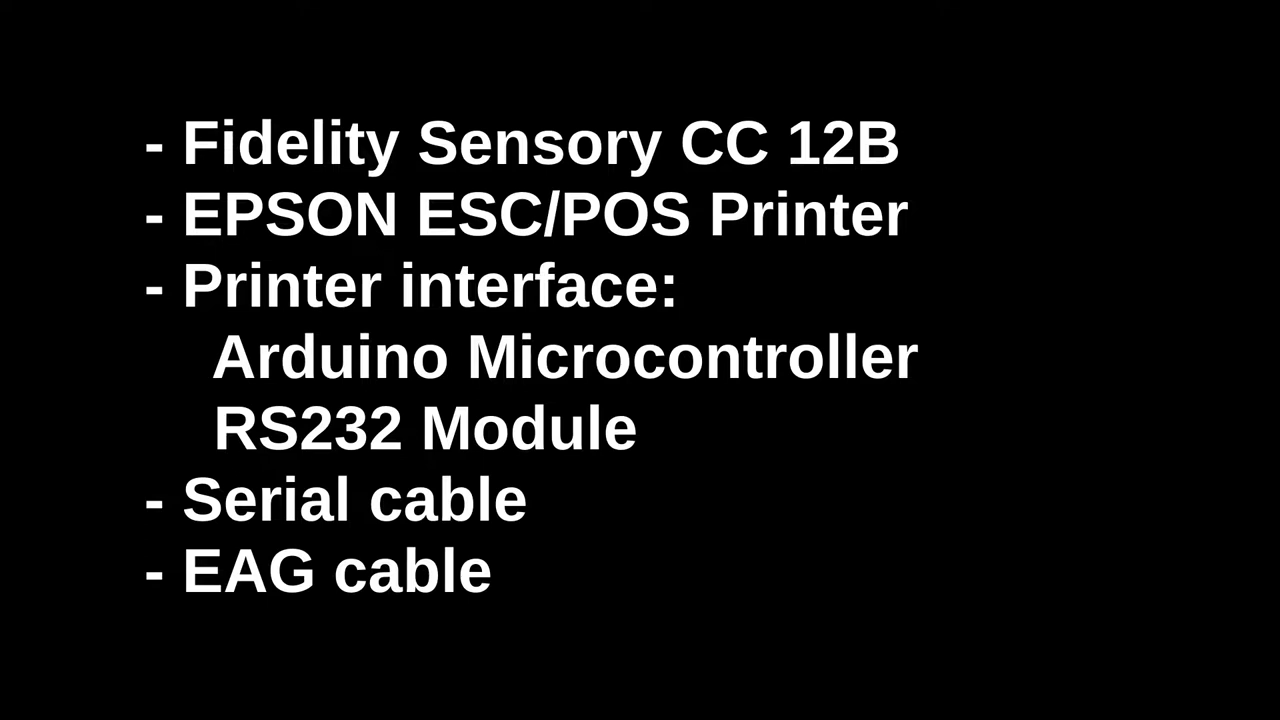 - Fidelity Sensory CC 12B
- EPSON ESC/POS Printer
- Printer interface:
Arduino Microcontroller
RS232 Module
- Serial cable
- EAG cable